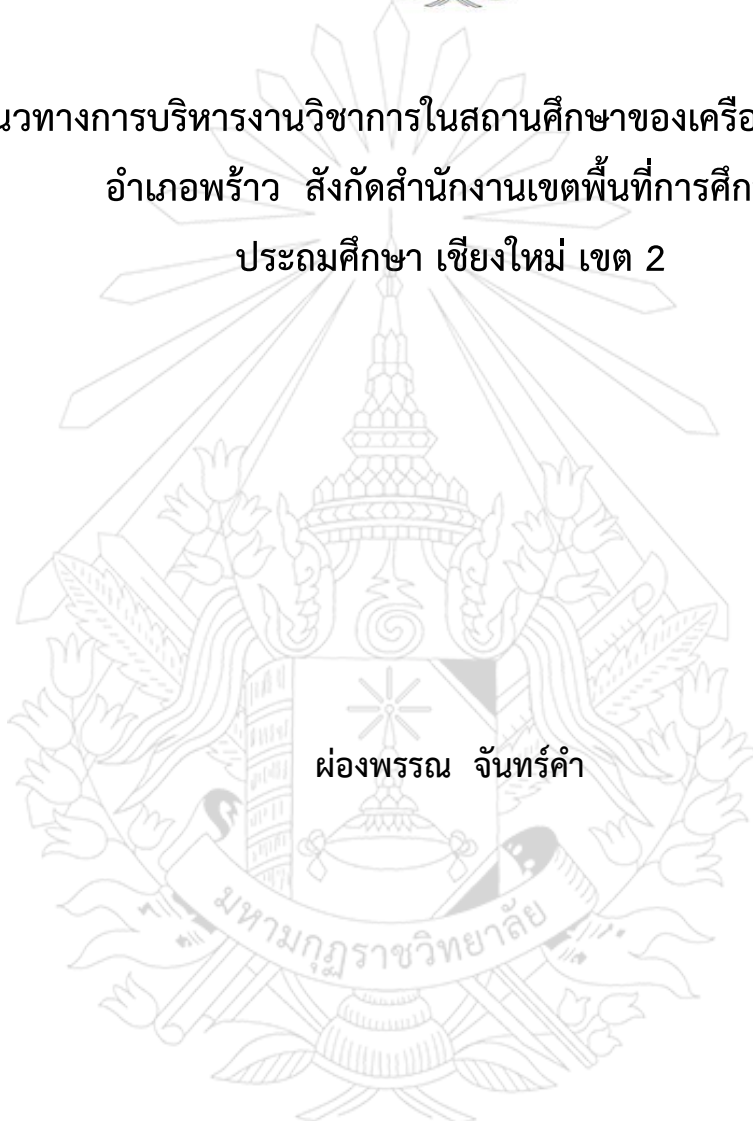 นวทางการบริหารงานวิชาการในสถานศึกษาของเครือ
อำเภอพร้าว สังกัดสำนักงานเขตพื้นที่การศึก
ประถมศึกษา เชียงใหม่ เขต 2
ผ่องพรรณ จันทร์คำ
มหามกุฏราชวิทยาลัย